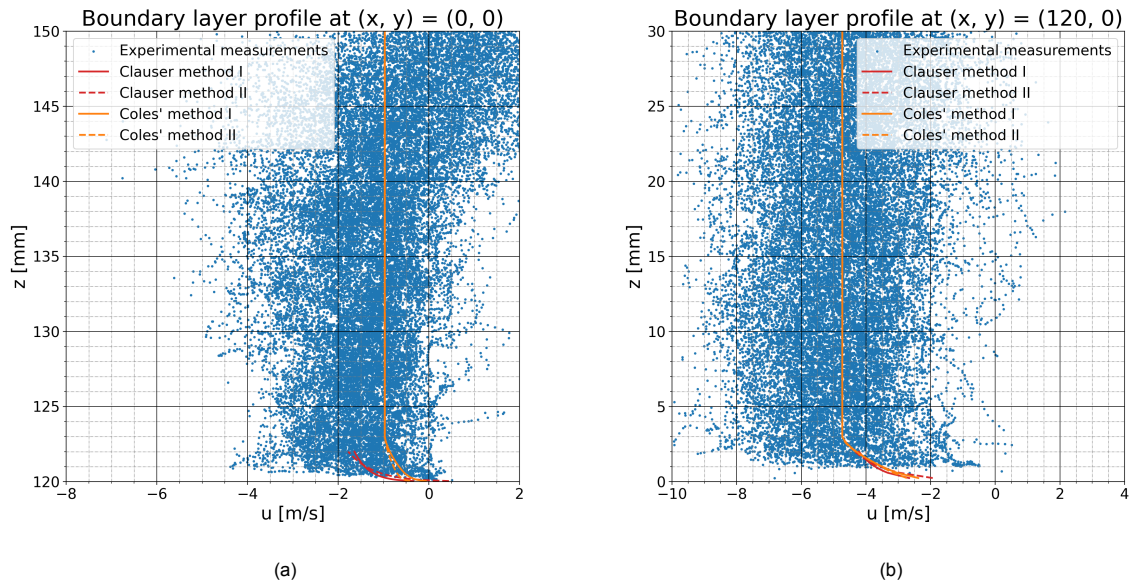 Boundary layer profile at (x, y) = (0, 0)
150
145
140
135
130
125
120
z [mm]
Experimental measurements
Clauser method I
Clauser method II
Coles' method I
Coles' method II
−8
−6
−4
−2
0
2
u [m/s]
(a)
Boundary layer profile at (x, y) = (120, 0)
30
25
20
15
10
5
0
z [mm]
Experimental measurements
Clauser method I
Clauser method II
Coles' method I
Coles' method II
−10
−8
−6
−4
−2
0
2
4
u [m/s]
(b)